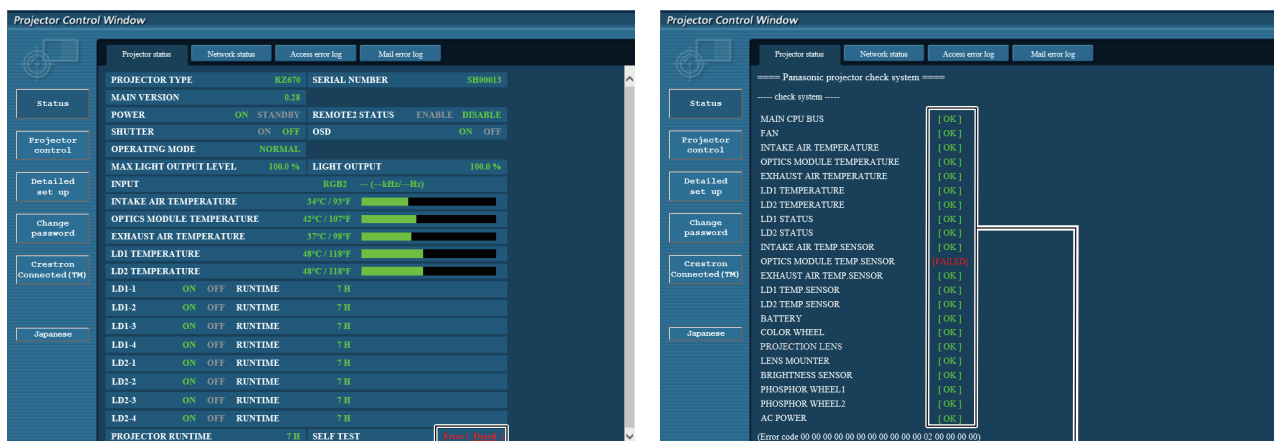 Projector Control Window
Projector status Network status Access error log Mail error log
Status
Projector control
Detailed set up
Change password
Crestron Connected(TM)
Japanese
PROJECTOR TYPE RZ670 SERIAL NUMBER SH00013
MAIN VERSION 0.28
POWER ON STANDBY REMOTE2 STATUS ENABLE DISABLE
SHUTTER ON OFF OSD ON OFF
OPERATING MODE NORMAL
MAX LIGHT OUTPUT LEVEL 100.0 % LIGHT OUTPUT 100.0 %
INPUT RGB2 --- (---kHz/---Hz)
INTAKE AIR TEMPERATURE 34°C / 93°F
OPTICS MODULE TEMPERATURE 42°C / 107°F
EXHAUST AIR TEMPERATURE 37°C / 98°F
LD1 TEMPERATURE 48°C / 118°F
LD2 TEMPERATURE 48°C / 118°F
LD1-1 ON OFF RUNTIME 7 H
LD1-2 ON OFF RUNTIME 7 H
LD1-3 ON OFF RUNTIME 7 H
LD1-4 ON OFF RUNTIME 7 H
LD2-1 ON OFF RUNTIME 7 H
LD2-2 ON OFF RUNTIME 7 H
LD2-3 ON OFF RUNTIME 7 H
LD2-4 ON OFF RUNTIME 7 H
PROJECTOR RUNTIME 7 H SELF TEST Error ( Detail )
Projector Control Window
Projector status Network status Access error log Mail error log
Status
Projector control
Detailed set up
Change password
Crestron Connected(TM)
Japanese
==== Panasonic projector check system ====
----- check system -----
MAIN CPU BUS [ OK ]
FAN [ OK ]
INTAKE AIR TEMPERATURE [ OK ]
OPTICS MODULE TEMPERATURE [ OK ]
EXHAUST AIR TEMPERATURE [ OK ]
LD1 TEMPERATURE [ OK ]
LD2 TEMPERATURE [ OK ]
LD1 STATUS [ OK ]
LD2 STATUS [ OK ]
INTAKE AIR TEMP.SENSOR [ OK ]
OPTICS MODULE TEMP.SENSOR [FAILED]
EXHAUST AIR TEMP.SENSOR [ OK ]
LD1 TEMP.SENSOR [ OK ]
LD2 TEMP.SENSOR [ OK ]
BATTERY [ OK ]
COLOR WHEEL [ OK ]
PROJECTION LENS [ OK ]
LENS MOUNTER [ OK ]
BRIGHTNESS SENSOR [ OK ]
PHOSPHOR WHEEL1 [ OK ]
PHOSPHOR WHEEL2 [ OK ]
AC POWER [ OK ]
(Error code 00 00 00 00 00 00 00 00 00 00 00 02 00 00 00 00)